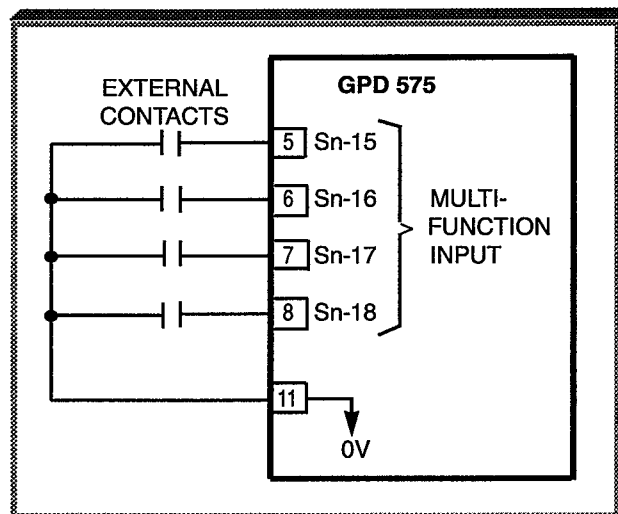 GPD 575
EXTERNAL
CONTACTS
5 Sn-15
6 Sn-16
7 Sn-17
8 Sn-18
MULTI-
FUNCTION
INPUT
11
0V